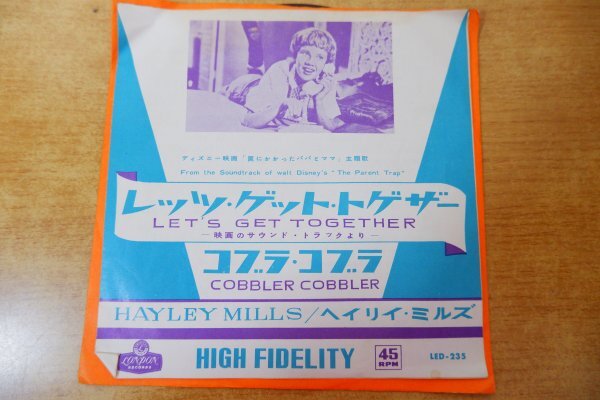 ディズニー映画「罠にかかったパパとママ」主題歌
From the Soundtrack of walt Disney's "The Parent Trap"
レッツ・ゲット・トゲザー
LET'S GET TOGETHER
―映画のサウンド・トラックより―
コブラ・コブラ
COBBLER COBBLER
HAYLEY MILLS/ヘイリイ・ミルズ
LONDON
RECORDS
HIGH FIDELITY
45
RPM
LED-235